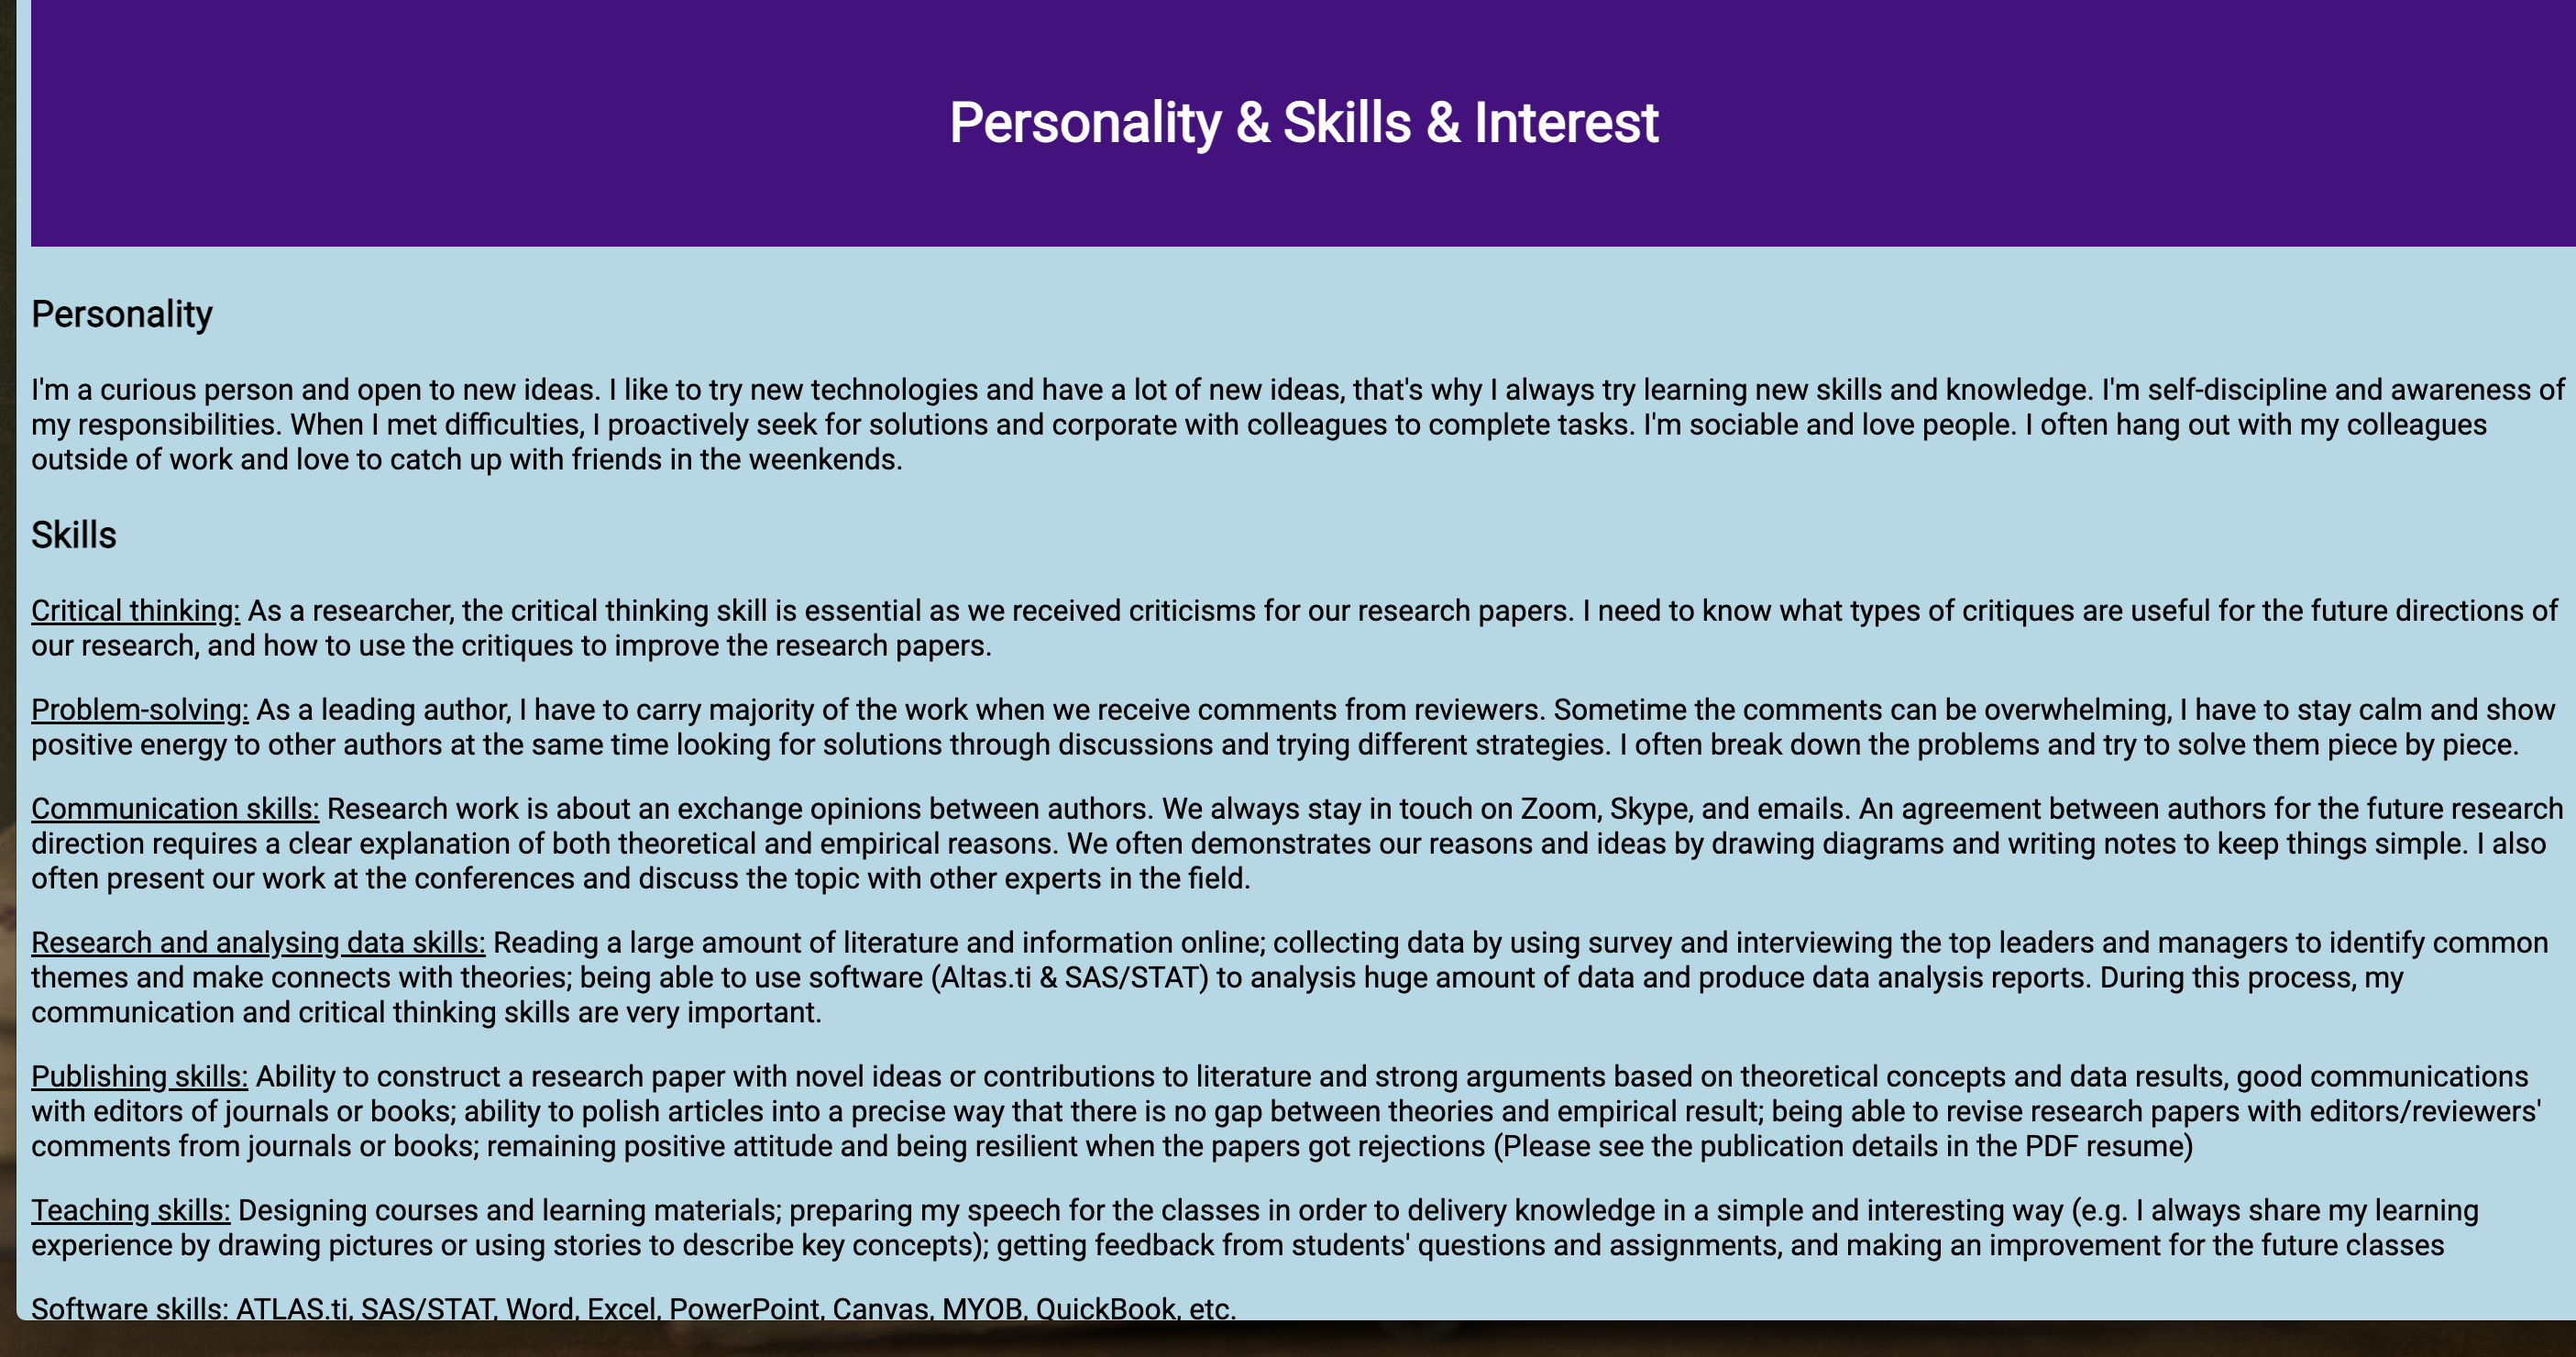 Personality & Skills & Interest
Personality
I'm a curious person and open to new ideas. I like to try new technologies and have a lot of new ideas, that's why I always try learning new skills and knowledge. I'm self-discipline and awareness of
my responsibilities. When I met difficulties, I proactively seek for solutions and corporate with colleagues to complete tasks. I'm sociable and love people. I often hang out with my colleagues
outside of work and love to catch up with friends in the weenkends.
Skills
Critical thinking: As a researcher, the critical thinking skill is essential as we received criticisms for our research papers. I need to know what types of critiques are useful for the future directions of
our research, and how to use the critiques to improve the research papers.
Problem-solving: As a leading author, I have to carry majority of the work when we receive comments from reviewers. Sometime the comments can be overwhelming, I have to stay calm and show
positive energy to other authors at the same time looking for solutions through discussions and trying different strategies. I often break down the problems and try to solve them piece by piece.
Communication skills: Research work is about an exchange opinions between authors. We always stay in touch on Zoom, Skype, and emails. An agreement between authors for the future research
direction requires a clear explanation of both theoretical and empirical reasons. We often demonstrates our reasons and ideas by drawing diagrams and writing notes to keep things simple. I also
often present our work at the conferences and discuss the topic with other experts in the field.
Research and analysing data skills: Reading a large amount of literature and information online; collecting data by using survey and interviewing the top leaders and managers to identify common
themes and make connects with theories; being able to use software (Altas.ti & SAS/STAT) to analysis huge amount of data and produce data analysis reports. During this process, my
communication and critical thinking skills are very important.
Publishing skills: Ability to construct a research paper with novel ideas or contributions to literature and strong arguments based on theoretical concepts and data results, good communications
with editors of journals or books; ability to polish articles into a precise way that there is no gap between theories and empirical result; being able to revise research papers with editors/reviewers'
comments from journals or books; remaining positive attitude and being resilient when the papers got rejections (Please see the publication details in the PDF resume)
Teaching skills: Designing courses and learning materials; preparing my speech for the classes in order to delivery knowledge in a simple and interesting way (e.g. I always share my learning
experience by drawing pictures or using stories to describe key concepts); getting feedback from students' questions and assignments, and making an improvement for the future classes
Software skills: ATLAS.ti, SAS/STAT, Word, Excel, PowerPoint, Canvas, MYOB, QuickBook, etc.